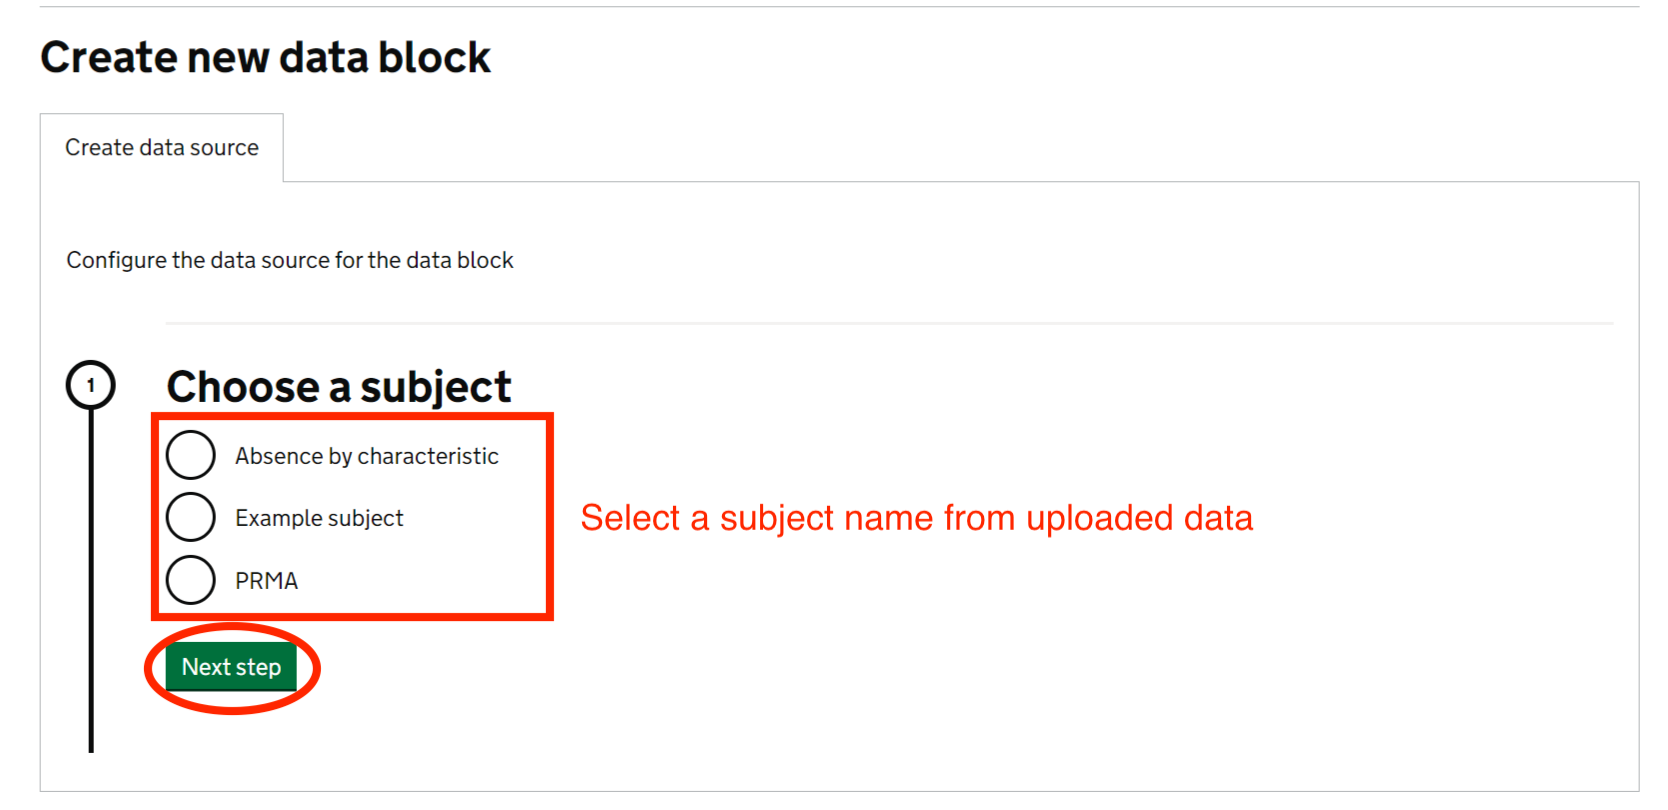 Create new data block
Create data source
Configure the data source for the data block
1
Choose a subject
Absence by characteristic
Example subject
Select a subject name from uploaded data
PRMA
Next step